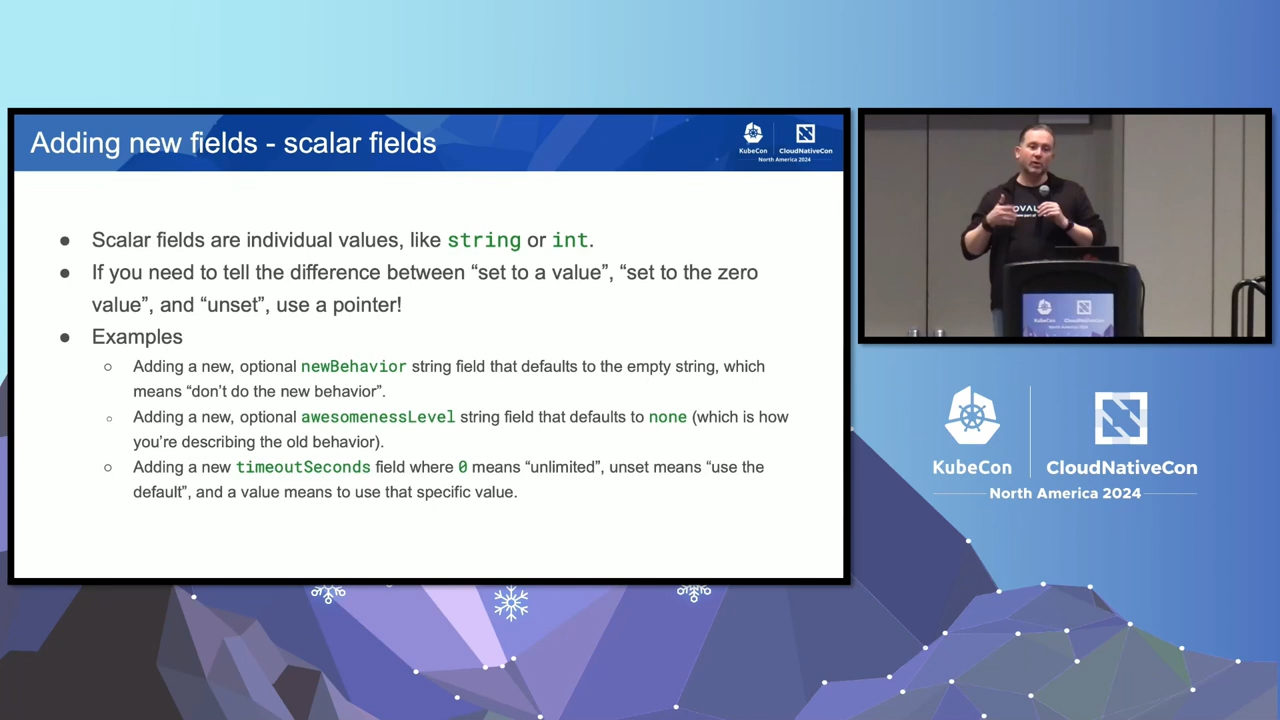 Adding new fields - scalar fields
KubeCon
CloudNativeCon
North America 2024
● Scalar fields are individual values, like string or int.
● If you need to tell the difference between “set to a value”, “set to the zero
value”, and “unset”, use a pointer!
● Examples
○ Adding a new, optional newBehavior string field that defaults to the empty string, which
means “don’t do the new behavior”.
○ Adding a new, optional awesomenessLevel string field that defaults to none (which is how
you’re describing the old behavior).
○ Adding a new timeoutSeconds field where 0 means “unlimited”, unset means “use the
default”, and a value means to use that specific value.
KubeCon
CloudNativeCon
North America 2024
KubeCon
CloudNativeCon
North America 2024